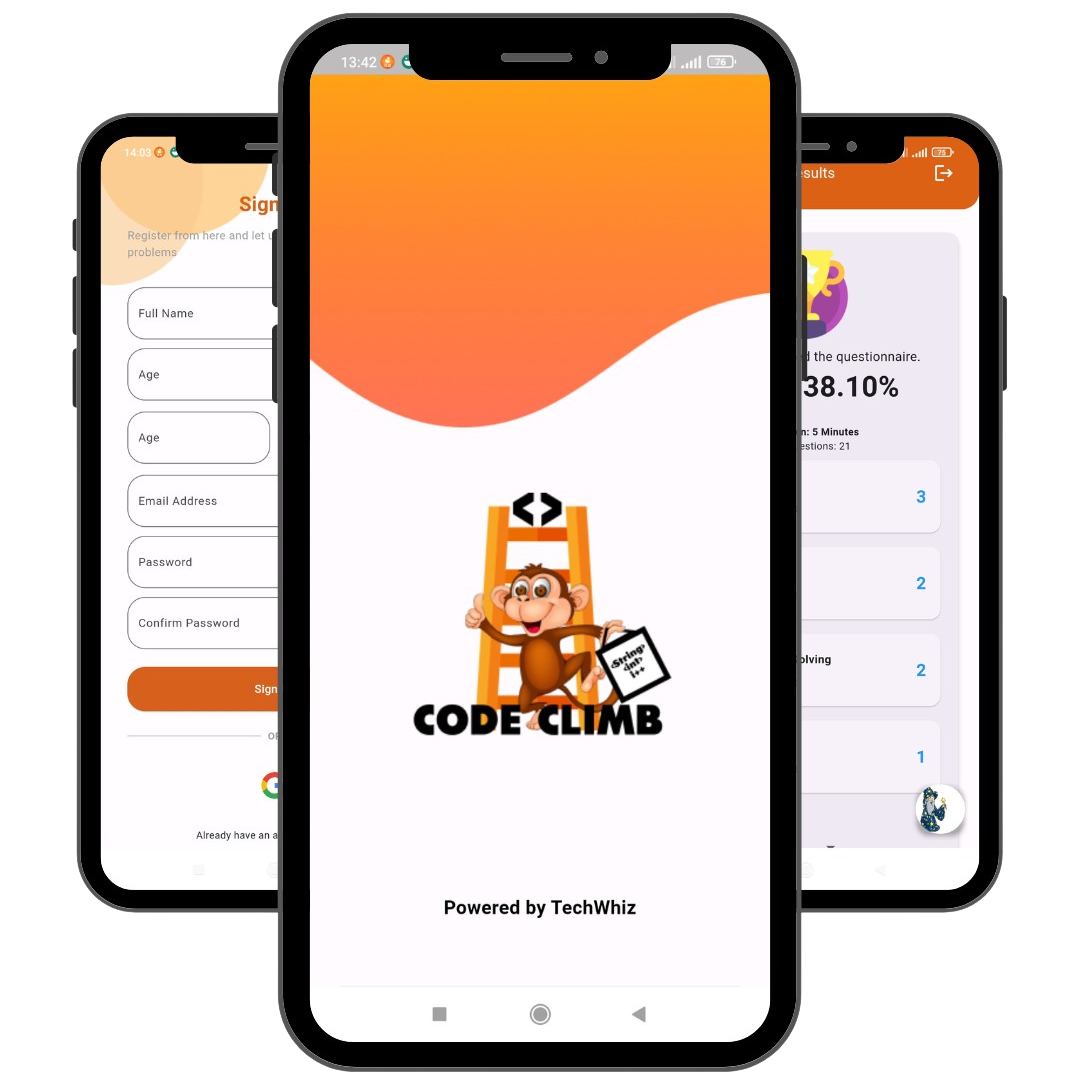 14:03
Sign
Register from here and let u
problems
Full Name
Age
Age
Email Address
Password
Confirm Password
Sign
Already have an a
13:42
76
<>
String
int
i++
CODE CLIMB
Powered by TechWhiz
75
esults
d the questionnaire.
38.10%
n: 5 Minutes
estions: 21
3
2
olving
2
1